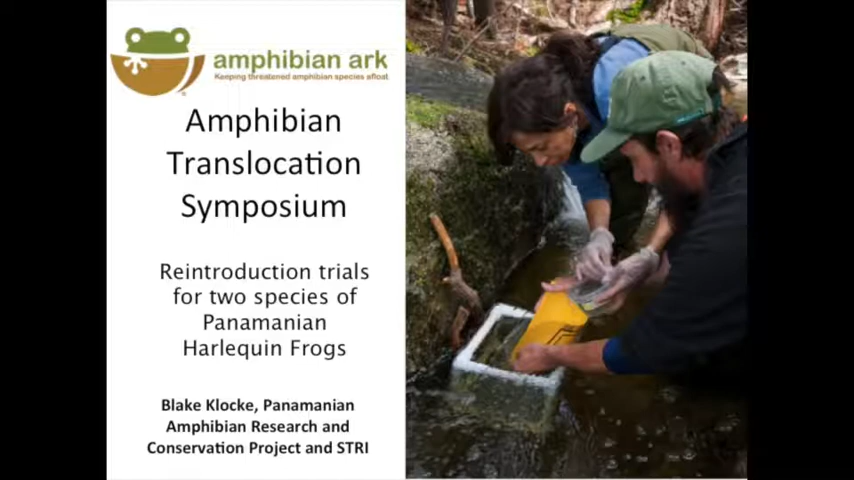 amphibian ark
Keeping threatened amphibian species afloat
Amphibian
Translocation
Symposium
Reintroduction trials
for two species of
Panamanian
Harlequin Frogs
Blake Klocke, Panamanian
Amphibian Research and
Conservation Project and STRI